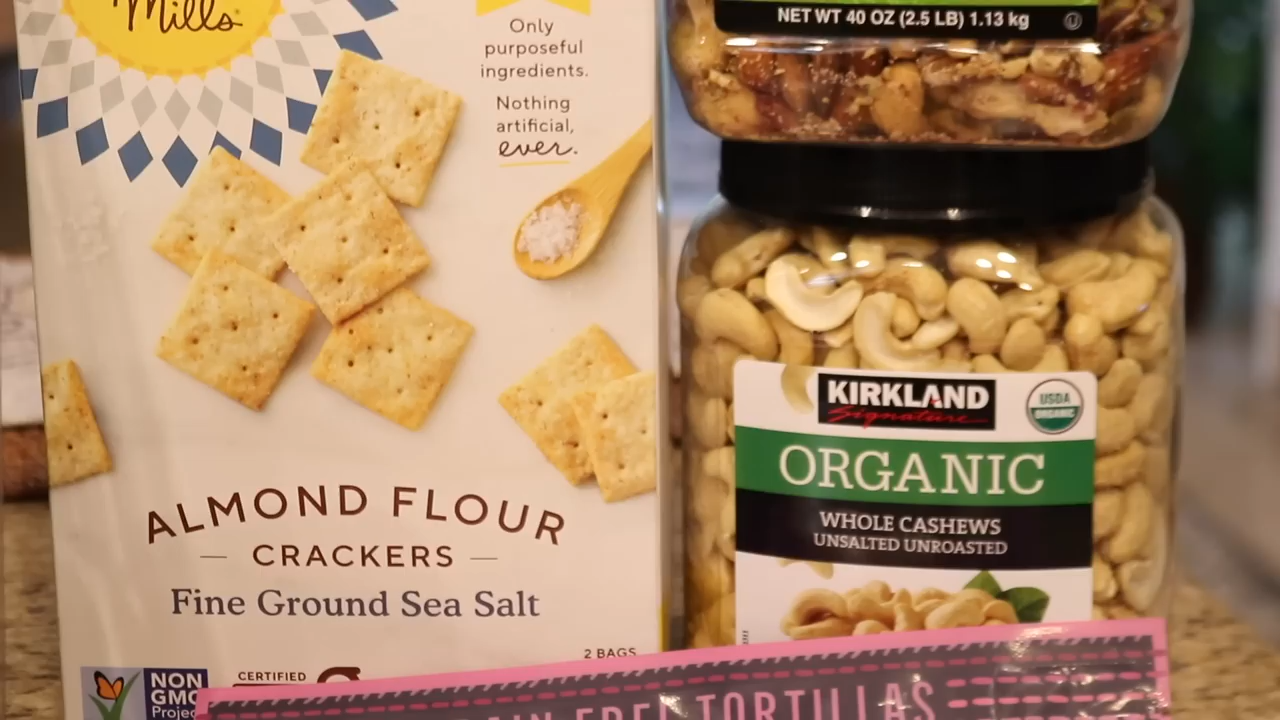 Mills
Only
purposeful
ingredients.
Nothing
artificial,
ever.
ALMOND FLOUR
CRACKERS
Fine Ground Sea Salt
2 BAGS
NON
GMO
Project
CERTIFIED
NET WT 40 OZ (2.5 LB) 1.13 kg
KIRKLAND
Signature
USDA
ORGANIC
ORGANIC
WHOLE CASHEWS
UNSALTED UNROASTED
FREE TORTILLAS